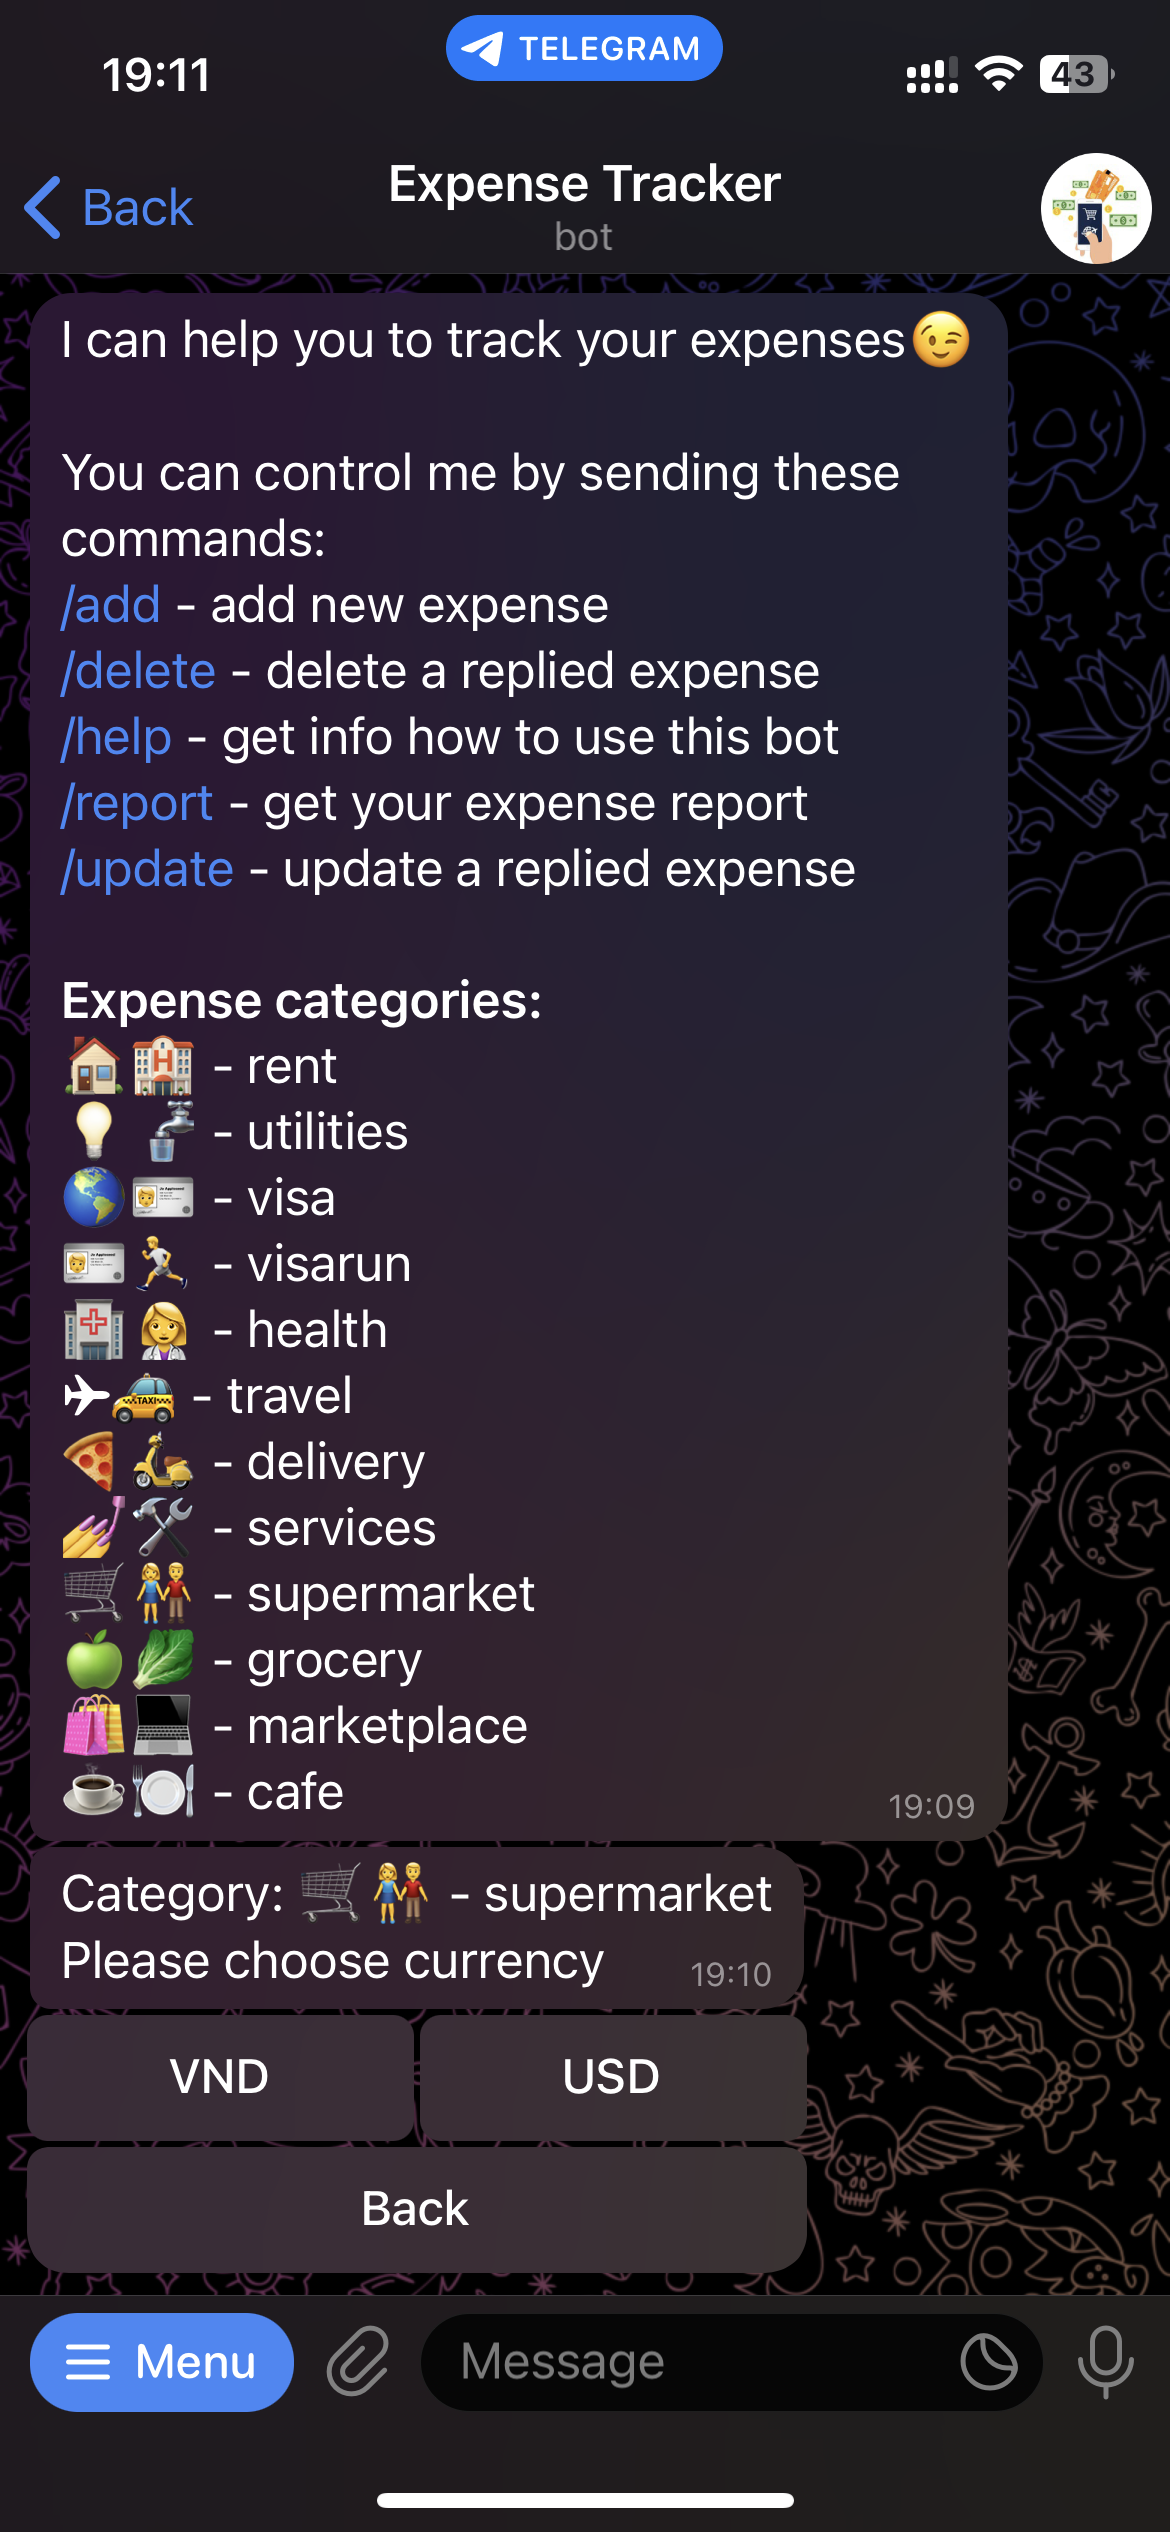 19:11
TELEGRAM
43
Back
Expense Tracker
bot
I can help you to track your expenses😉
You can control me by sending these
commands:
/add - add new expense
/delete - delete a replied expense
/help - get info how to use this bot
/report - get your expense report
/update - update a replied expense
Expense categories:
🏠🏨 - rent
💡🚰 - utilities
🌎🪪 - visa
🪪🏃 - visarun
🏥👩‍⚕️ - health
✈🚕 - travel
🍕🛵 - delivery
💅🛠 - services
🛒👫 - supermarket
🍏🥬 - grocery
🛍💻 - marketplace
☕🍽 - cafe
19:09
Category: 🛒👫 - supermarket
Please choose currency
19:10
VND
USD
Back
Menu
Message